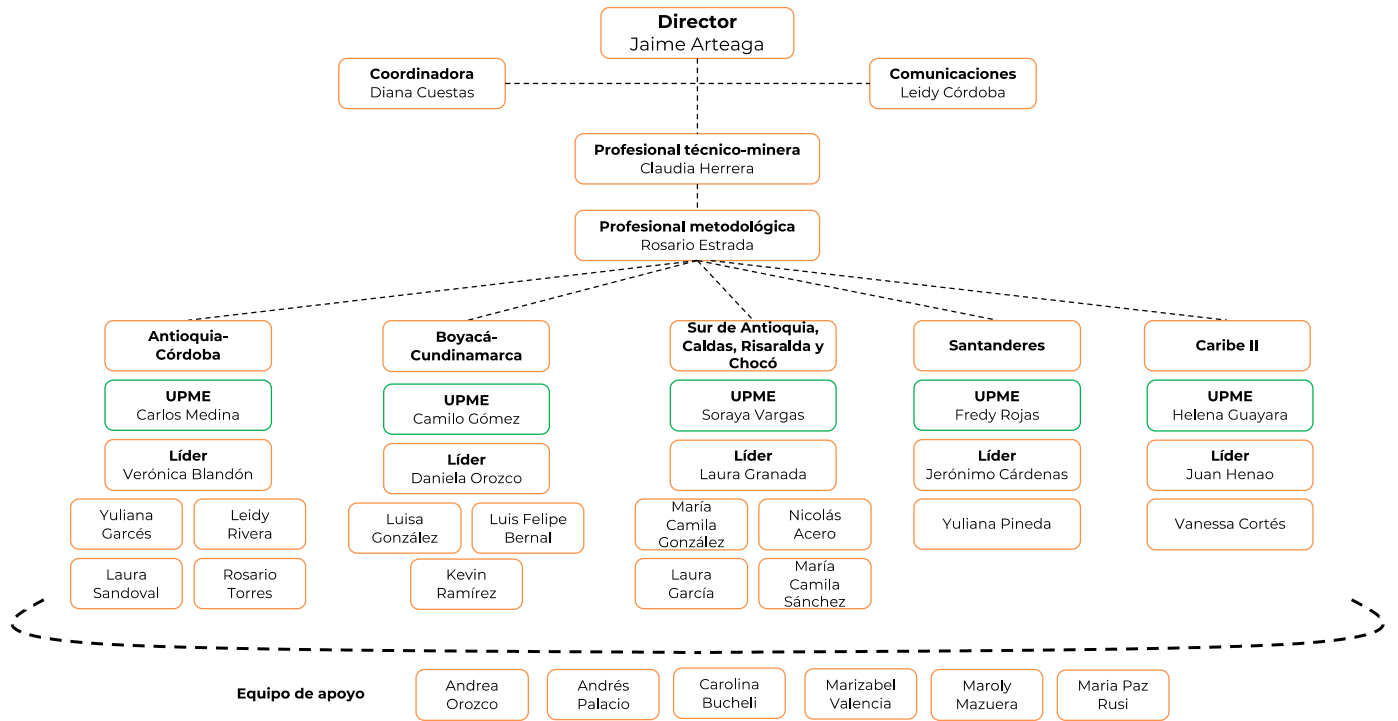 Director
Jaime Arteaga
Coordinadora
Diana Cuestas
Comunicaciones
Leidy Córdoba
Profesional técnico-minera
Claudia Herrera
Profesional metodológica
Rosario Estrada
Antioquia-
Córdoba
UPME
Carlos Medina
Líder
Verónica Blandón
Yuliana
Garcés
Leidy
Rivera
Laura
Sandoval
Rosario
Torres
Boyacá-
Cundinamarca
UPME
Camilo Gómez
Líder
Daniela Orozco
Luisa
González
Luis Felipe
Bernal
Kevin
Ramírez
Sur de Antioquia,
Caldas, Risaralda y
Chocó
UPME
Soraya Vargas
Líder
Laura Granada
María
Camila
González
Nicolás
Acero
Laura
García
María
Camila
Sánchez
Santanderes
UPME
Fredy Rojas
Líder
Jerónimo Cárdenas
Yuliana Pineda
Caribe II
UPME
Helena Guayara
Líder
Juan Henao
Vanessa Cortés
Equipo de apoyo
Andrea
Orozco
Andrés
Palacio
Carolina
Bucheli
Marizabel
Valencia
Maroly
Mazuera
Maria Paz
Rusi